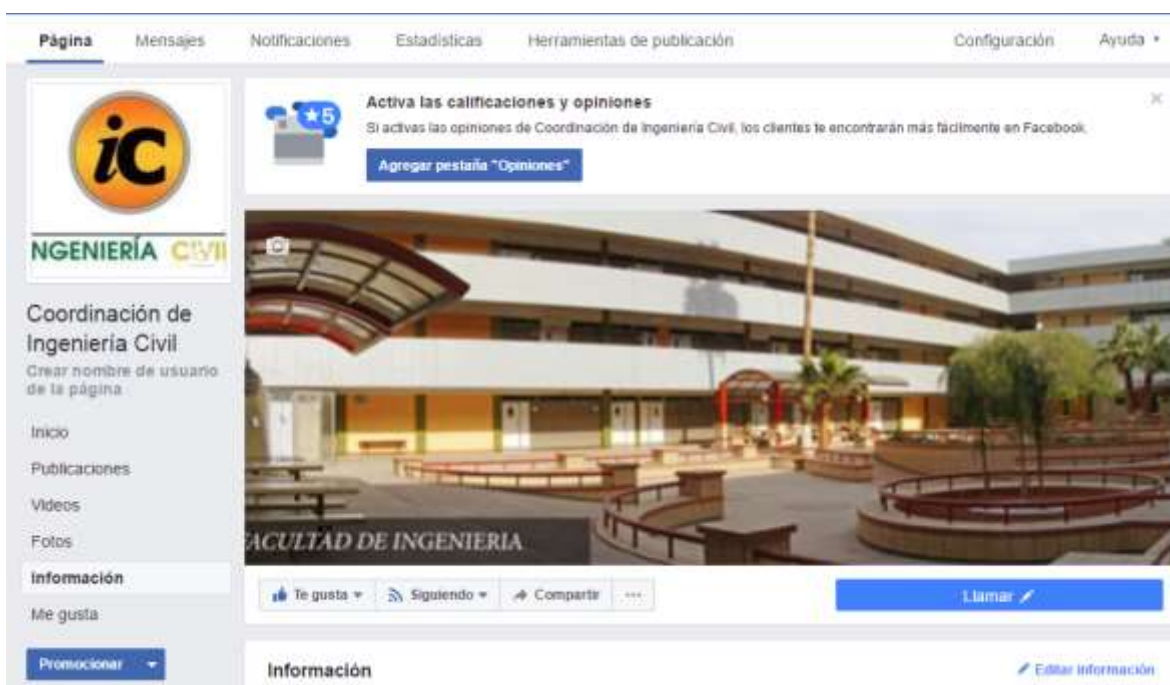 Página Mensajes Notificaciones Estadísticas Herramientas de publicación Configuración Ayuda
iC
NGENIERÍA CIVIL
Activa las calificaciones y opiniones
Si activas las opiniones de Coordinación de Ingeniería Civil, los clientes te encontrarán más fácilmente en Facebook.
Agregar pestaña "Opiniones"
5
Coordinación de
Ingeniería Civil
Crear nombre de usuario
de la página
Inicio
Publicaciones
Videos
Fotos
Información
Me gusta
Promocionar
ACULTAD DE INGENIERIA
Te gusta Siguiendo Compartir ...
Llamar
Información
Editar información